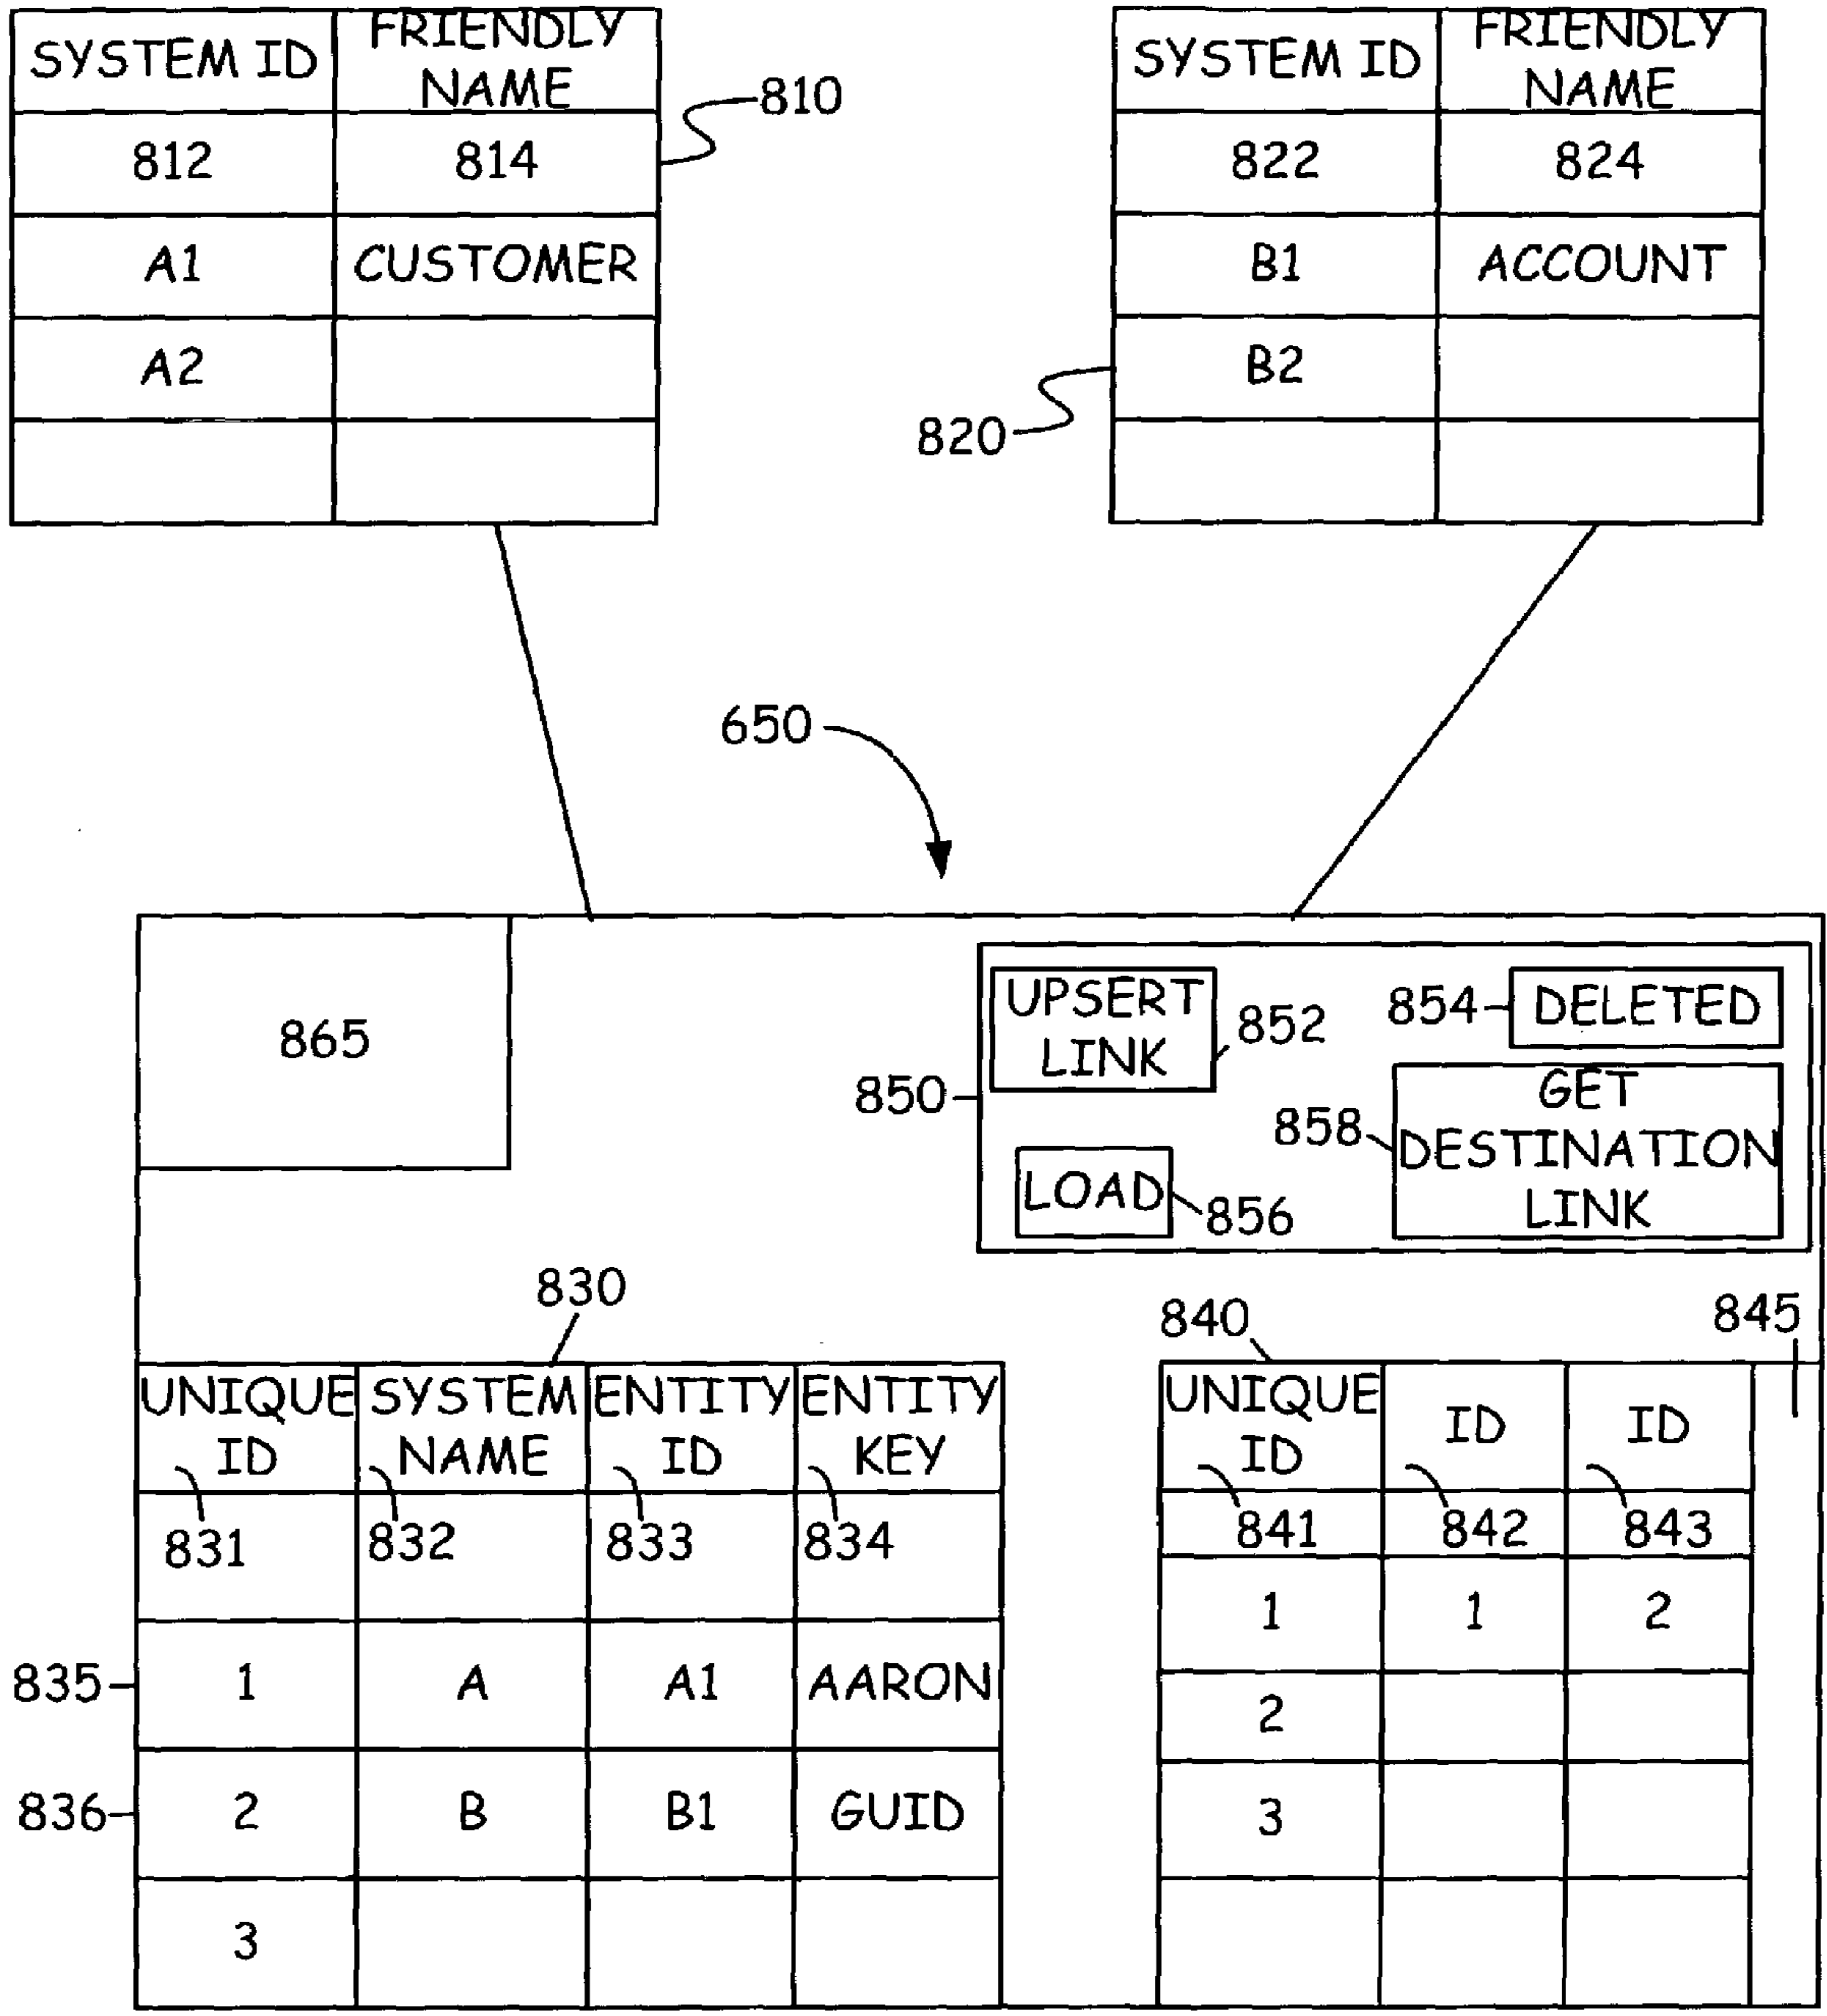 SYSTEM ID
FRIENDLY
NAME
812
814
A1
CUSTOMER
A2
810
SYSTEM ID
FRIENDLY
NAME
822
824
B1
ACCOUNT
B2
820
650
865
850
UPSERT
LINK
852
854
DELETED
LOAD
856
858
GET
DESTINATION
LINK
830
UNIQUE
ID
SYSTEM
NAME
ENTITY
ID
ENTITY
KEY
831
832
833
834
835
1
A
A1
AARON
836
2
B
B1
GUID
3
840
845
UNIQUE
ID
ID
ID
841
842
843
1
1
2
2
3